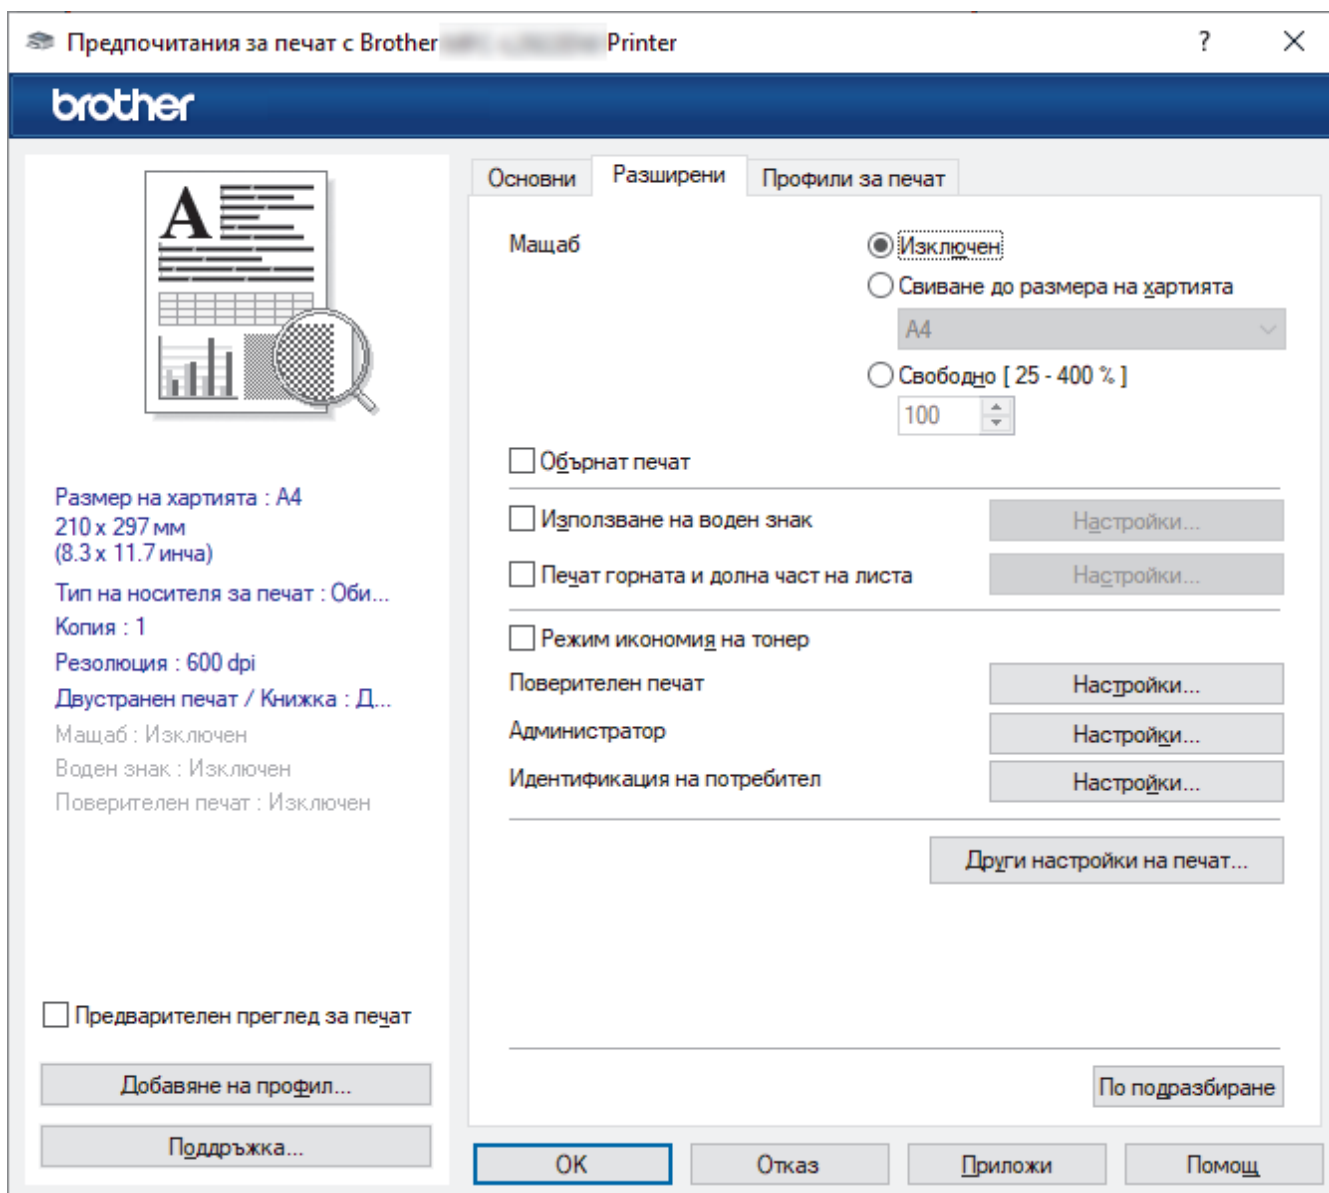 Предпочитания за печат с Brother Printer
?
brother
A
Размер на хартията : A4
210 x 297 мм
(8.3 x 11.7 инча)
Тип на носителя за печат : Оби...
Копия : 1
Резолюция : 600 dpi
Двустранен печат / Книжка : Д...
Мащаб : Изключен
Воден знак : Изключен
Поверителен печат : Изключен
Предварителен преглед за печат
Добавяне на профил...
Поддръжка...
Основни
Разширени
Профили за печат
Мащаб
Изключен
Свиване до размера на хартията
A4
Свободно [ 25 - 400 % ]
100
Обърнат печат
Използване на воден знак
Настройки...
Печат горната и долна част на листа
Настройки...
Режим икономия на тонер
Поверителен печат
Настройки...
Администратор
Настройки...
Идентификация на потребител
Настройки...
Други настройки на печат...
По подразбиране
OK
Отказ
Приложи
Помощ